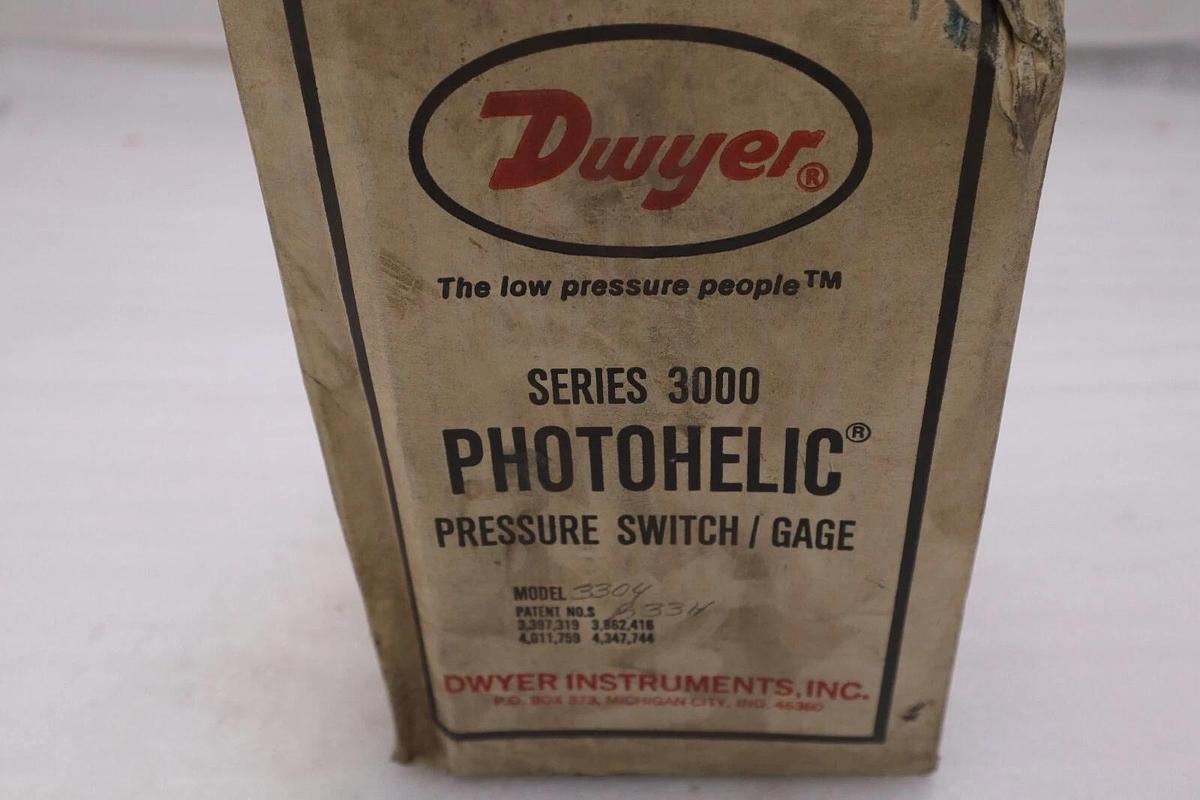 Dwyer®
The low pressure people™
SERIES 3000
PHOTOHELIC®
PRESSURE SWITCH / GAGE
MODEL 3304
PATENT NO.S B33H
3,397,319 3,862,416
4,011,759 4,347,744
DWYER INSTRUMENTS, INC.
P.O. BOX 373, MICHIGAN CITY, IND. 46360